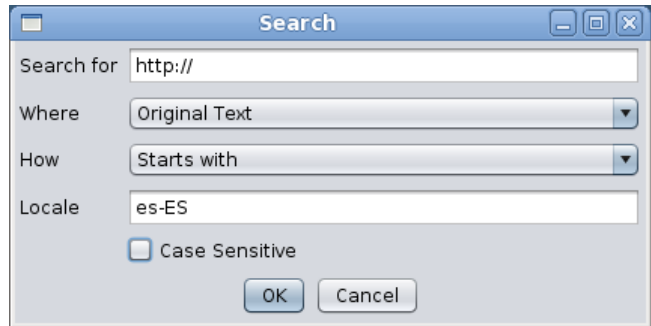 Search
Search for http://
Where Original Text
How Starts with
Locale es-ES
Case Sensitive
OK Cancel